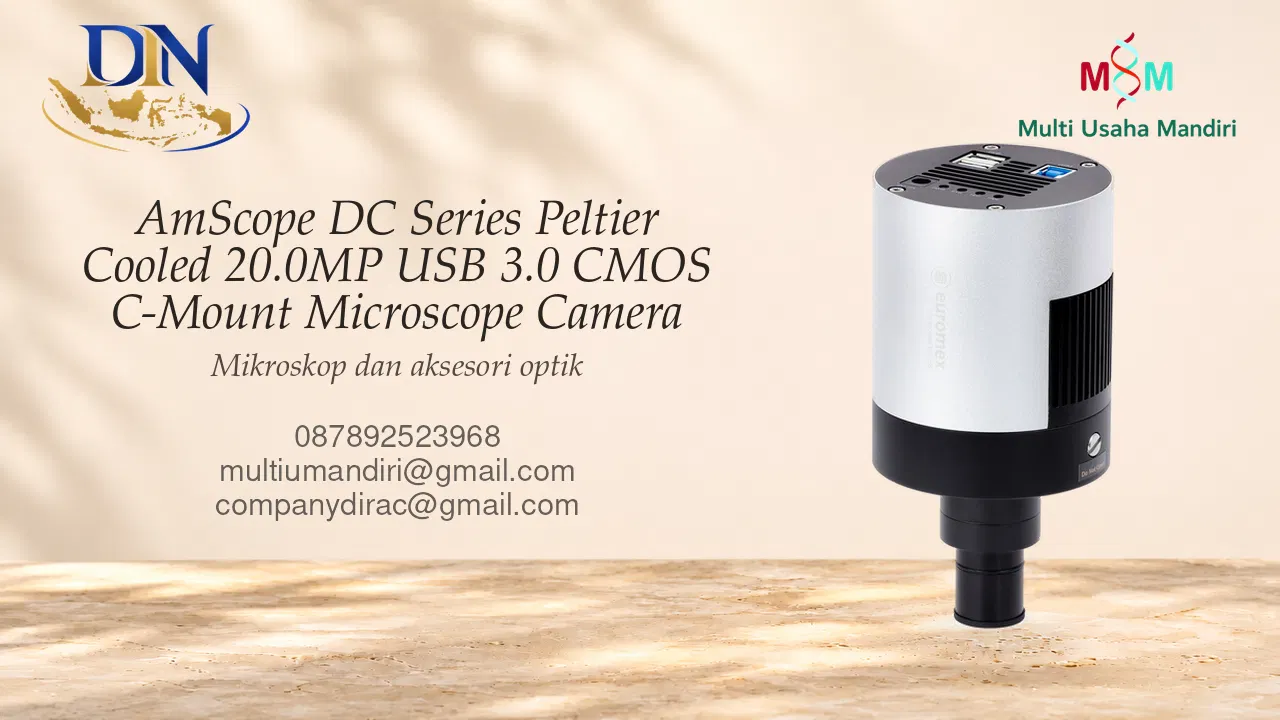 DIN
M M
Multi Usaha Mandiri
AmScope DC Series Peltier
Cooled 20.0MP USB 3.0 CMOS
C-Mount Microscope Camera
Mikroskop dan aksesori optik
087892523968
multiumandiri@gmail.com
companydirac@gmail.com
euromex